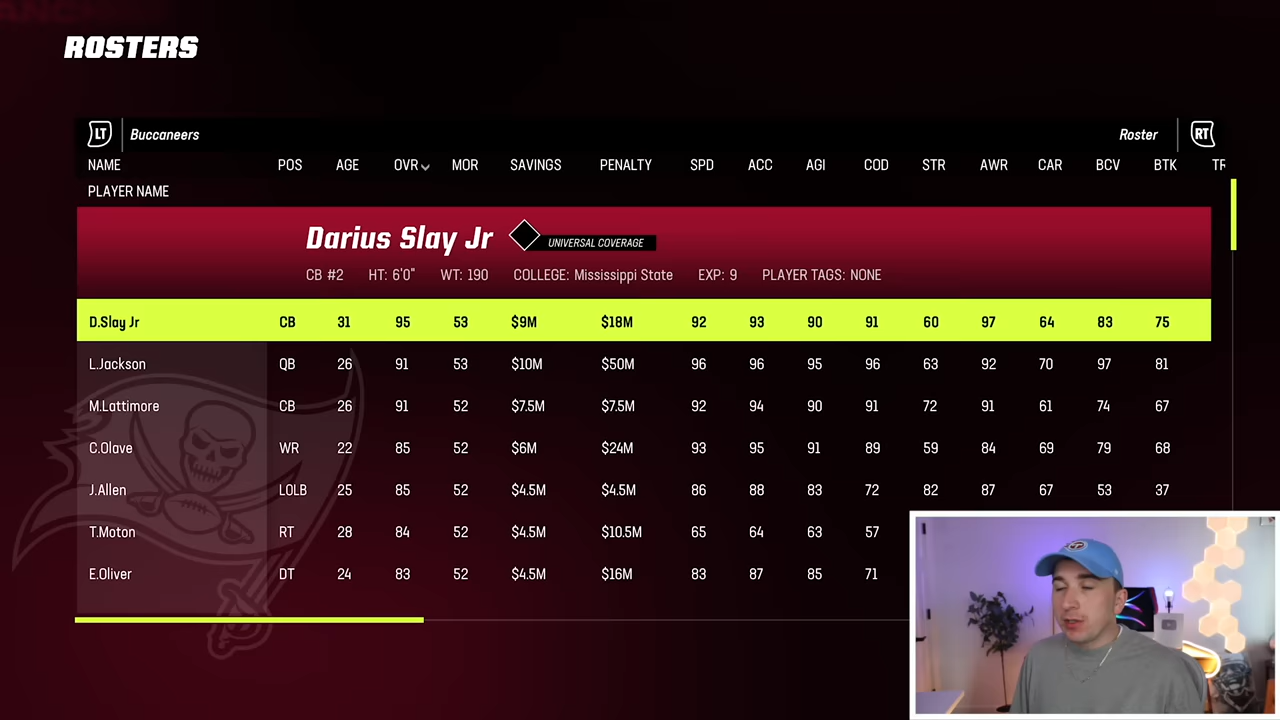 ROSTERS
LT Buccaneers Roster RT
NAME POS AGE OVR MOR SAVINGS PENALTY SPD ACC AGI COD STR AWR CAR BCV BTK TR
PLAYER NAME
Darius Slay Jr UNIVERSAL COVERAGE
CB #2 HT: 6'0" WT: 190 COLLEGE: Mississippi State EXP: 9 PLAYER TAGS: NONE
D.Slay Jr CB 31 95 53 $9M $18M 92 93 90 91 60 97 64 83 75
L.Jackson QB 26 91 53 $10M $50M 96 96 95 96 63 92 70 97 81
M.Lattimore CB 26 91 52 $7.5M $7.5M 92 94 90 91 72 91 61 74 67
C.Olave WR 22 85 52 $6M $24M 93 95 91 89 59 84 69 79 68
J.Allen LOLB 25 85 52 $4.5M $4.5M 86 88 83 72 82 87 67 53 37
T.Moton RT 28 84 52 $4.5M $10.5M 65 64 63 57
E.Oliver DT 24 83 52 $4.5M $16M 83 87 85 71